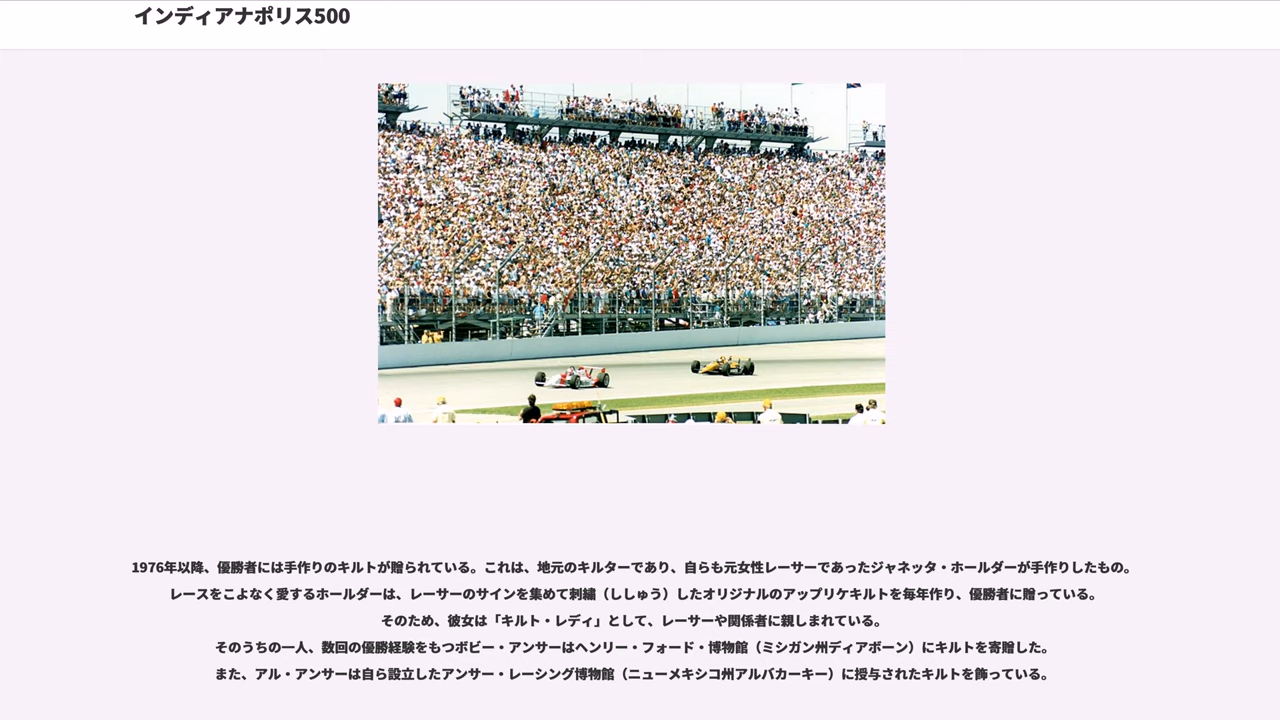 インディアナポリス500
1976年以降、優勝者には手作りのキルトが贈られている。これは、地元のキルターであり、自らも元女性レーサーであったジャネッタ・ホールダーが手作りしたもの。
レースをこよなく愛するホールダーは、レーサーのサインを集めて刺繍（ししゅう）したオリジナルのアップリケキルトを毎年作り、優勝者に贈っている。
そのため、彼女は「キルト・レディ」として、レーサーや関係者に親しまれている。
そのうちの一人、数回の優勝経験をもつボビー・アンサーはヘンリー・フォード・博物館（ミシガン州ディアボーン）にキルトを寄贈した。
また、アル・アンサーは自ら設立したアンサー・レーシング博物館（ニューメキシコ州アルバカーキー）に授与されたキルトを飾っている。